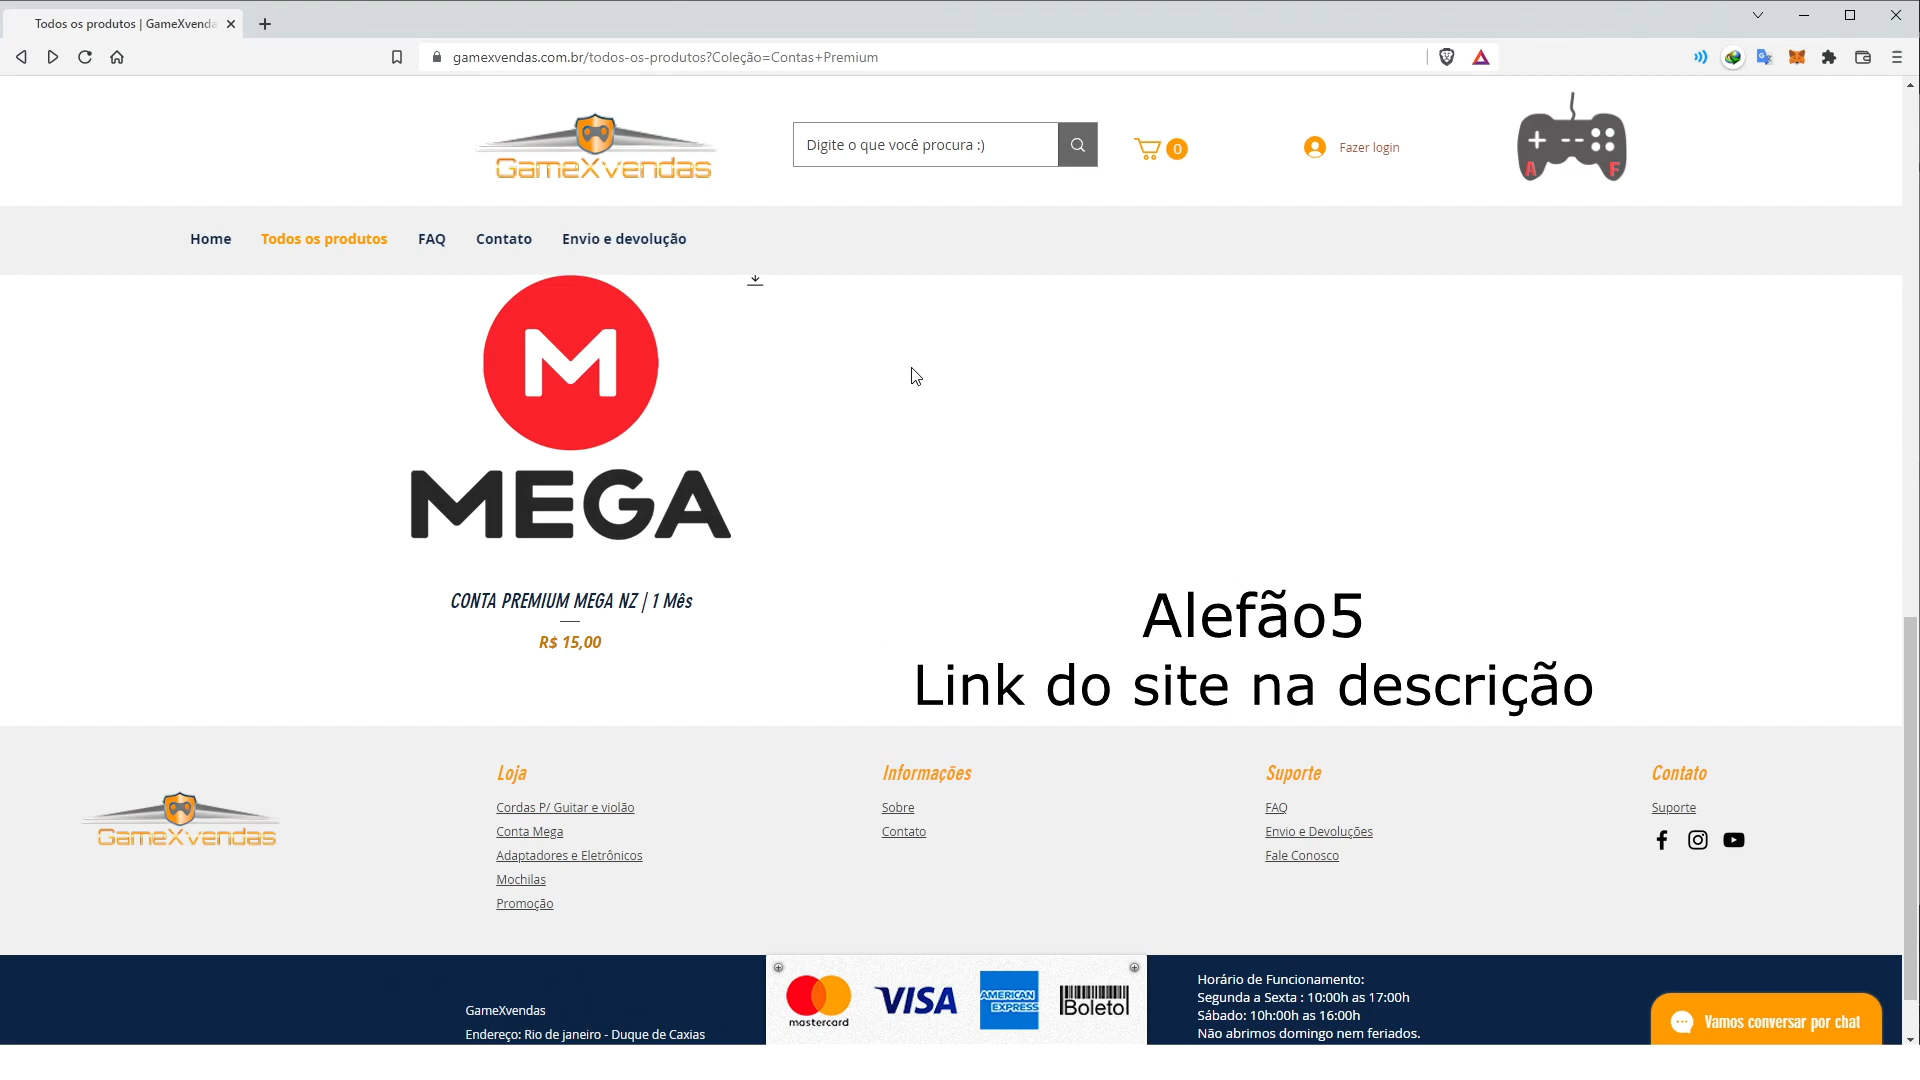 Todos os produtos | GameXvenda
gamexvendas.com.br/todos-os-produtos?Coleção=Contas+Premium
GameXvendas
Digite o que você procura :)
0
Fazer login
A F
Home Todos os produtos FAQ Contato Envio e devolução
M
MEGA
CONTA PREMIUM MEGA NZ | 1 Mês
R$ 15,00
Alefão5
Link do site na descrição
GameXvendas
Loja
Cordas P/ Guitar e violão
Conta Mega
Adaptadores e Eletrônicos
Mochilas
Promoção
Informações
Sobre
Contato
Suporte
FAQ
Envio e Devoluções
Fale Conosco
Contato
Suporte
GameXvendas
Endereço: Rio de janeiro - Duque de Caxias
mastercard
VISA
AMERICAN
EXPRESS
Boleto
Horário de Funcionamento:
Segunda a Sexta : 10:00h as 17:00h
Sábado: 10h:00h as 16:00h
Não abrimos domingo nem feriados.
Vamos conversar por chat